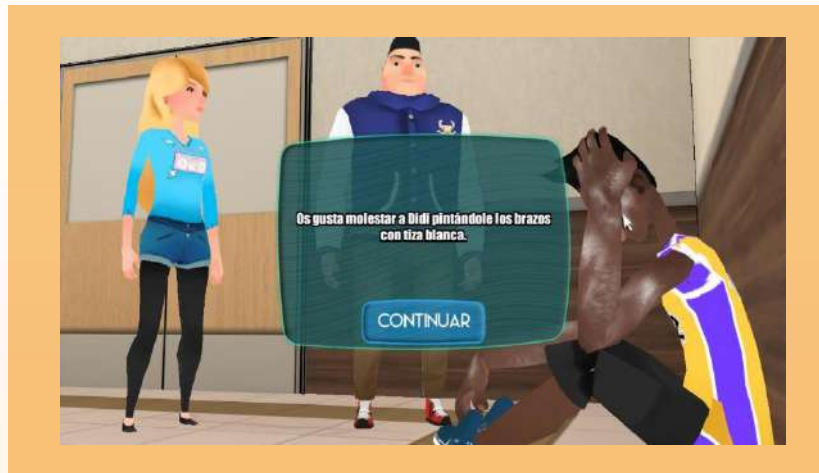 Os gusta molestar a Didi pintándole los brazos
con tiza blanca.
CONTINUAR